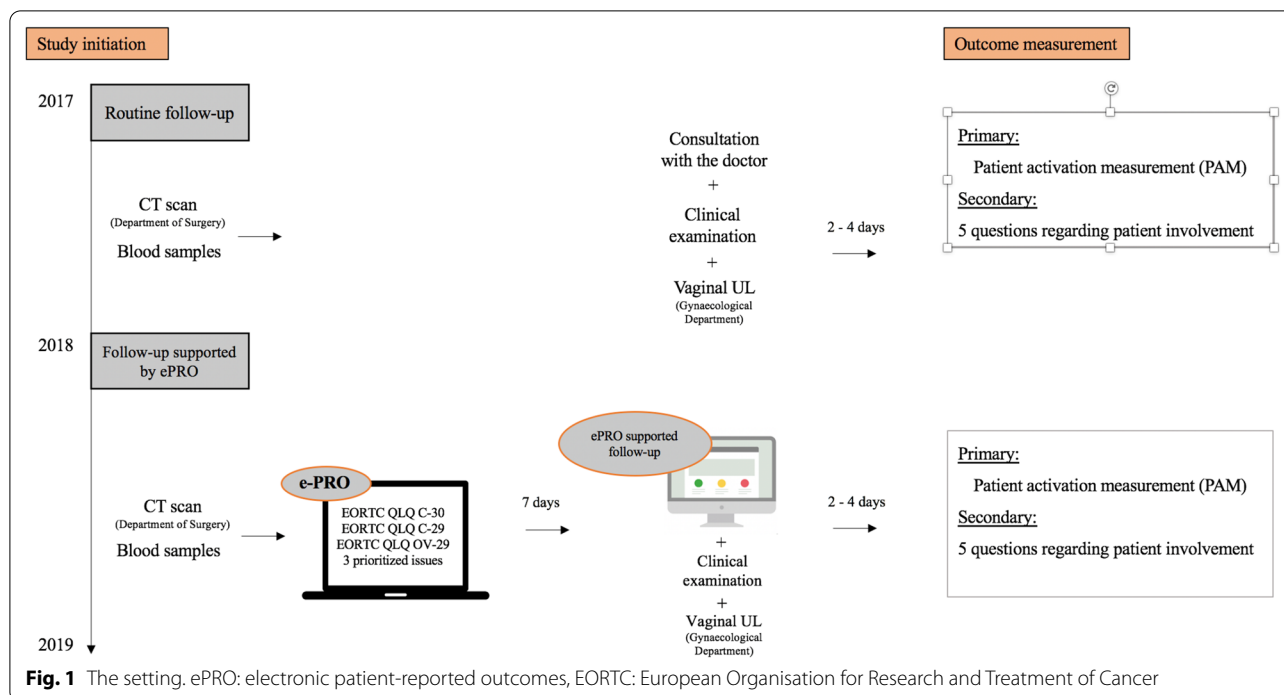 Study initiation
Outcome measurement
2017
Routine follow-up
CT scan
(Department of Surgery)
Blood samples
Consultation
with the doctor
+
Clinical
examination
+
Vaginal UL
(Gynaecological
Department)
2 - 4 days
Primary:
Patient activation measurement (PAM)
Secondary:
5 questions regarding patient involvement
2018
Follow-up supported
by ePRO
CT scan
(Department of Surgery)
Blood samples
e-PRO
EORTC QLQ C-30
EORTC QLQ C-29
EORTC QLQ OV-29
3 prioritized issues
7 days
ePRO supported
follow-up
+
Clinical
examination
+
Vaginal UL
(Gynaecological
Department)
2 - 4 days
Primary:
Patient activation measurement (PAM)
Secondary:
5 questions regarding patient involvement
2019
Fig. 1 The setting. ePRO: electronic patient-reported outcomes, EORTC: European Organisation for Research and Treatment of Cancer